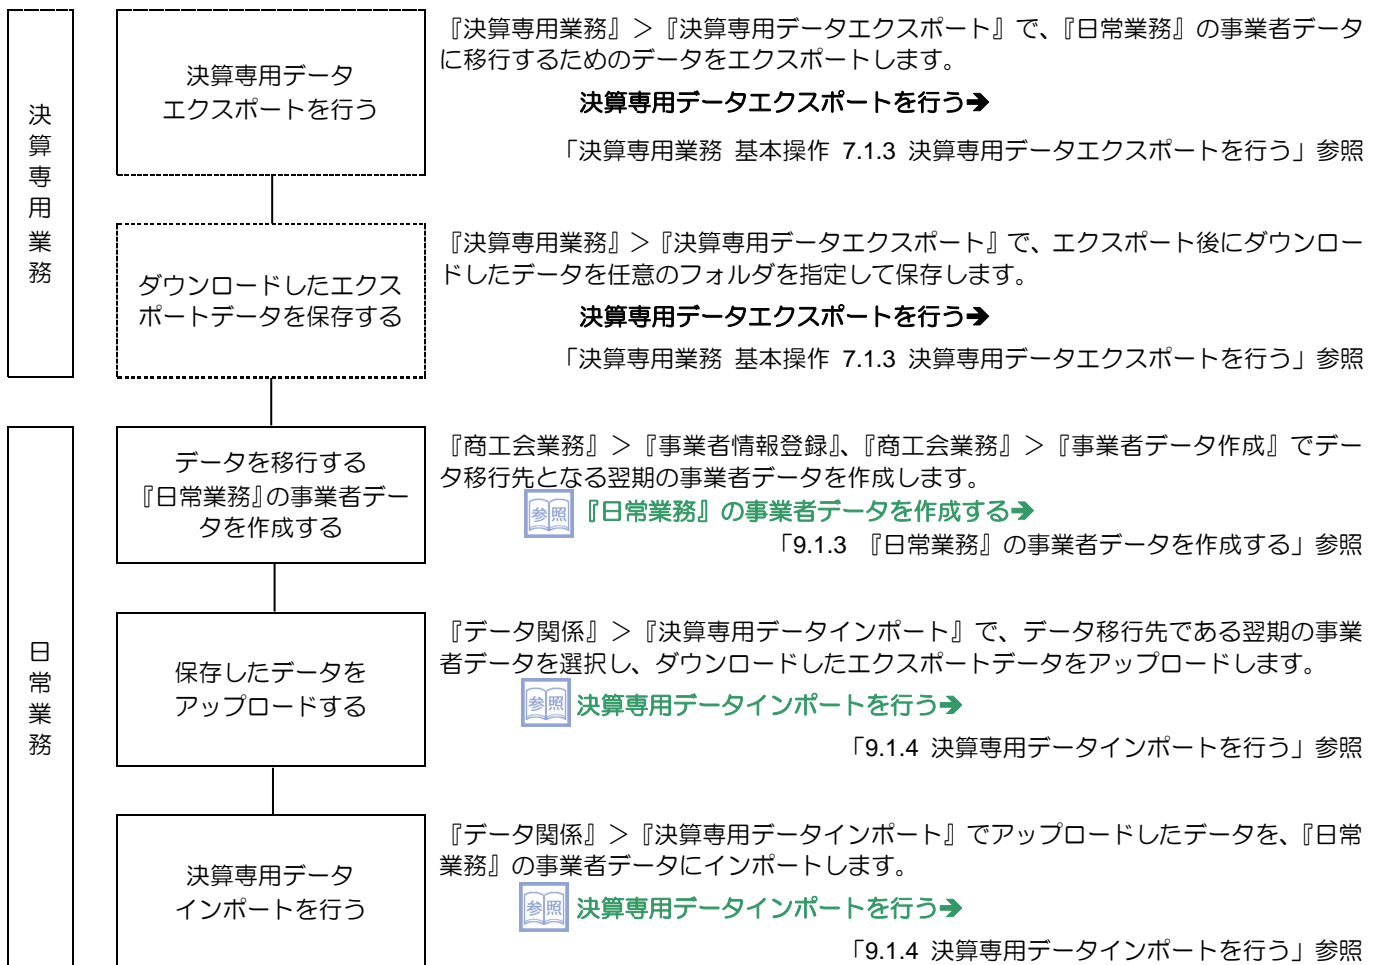 決算専用業務
決算専用データ
エクスポートを行う
『決算専用業務』＞『決算専用データエクスポート』で、『日常業務』の事業者データ
に移行するためのデータをエクスポートします。
決算専用データエクスポートを行う➔
「決算専用業務 基本操作 7.1.3 決算専用データエクスポートを行う」参照
ダウンロードしたエクス
ポートデータを保存する
『決算専用業務』＞『決算専用データエクスポート』で、エクスポート後にダウンロー
ドしたデータを任意のフォルダを指定して保存します。
決算専用データエクスポートを行う➔
「決算専用業務 基本操作 7.1.3 決算専用データエクスポートを行う」参照
日常業務
データを移行する
『日常業務』の事業者デー
タを作成する
『商工会業務』＞『事業者情報登録』、『商工会業務』＞『事業者データ作成』でデー
タ移行先となる翌期の事業者データを作成します。
参照 『日常業務』の事業者データを作成する➔
「9.1.3 『日常業務』の事業者データを作成する」参照
保存したデータを
アップロードする
『データ関係』＞『決算専用データインポート』で、データ移行先である翌期の事業
者データを選択し、ダウンロードしたエクスポートデータをアップロードします。
参照 決算専用データインポートを行う➔
「9.1.4 決算専用データインポートを行う」参照
決算専用データ
インポートを行う
『データ関係』＞『決算専用データインポート』でアップロードしたデータを、『日常
業務』の事業者データにインポートします。
参照 決算専用データインポートを行う➔
「9.1.4 決算専用データインポートを行う」参照